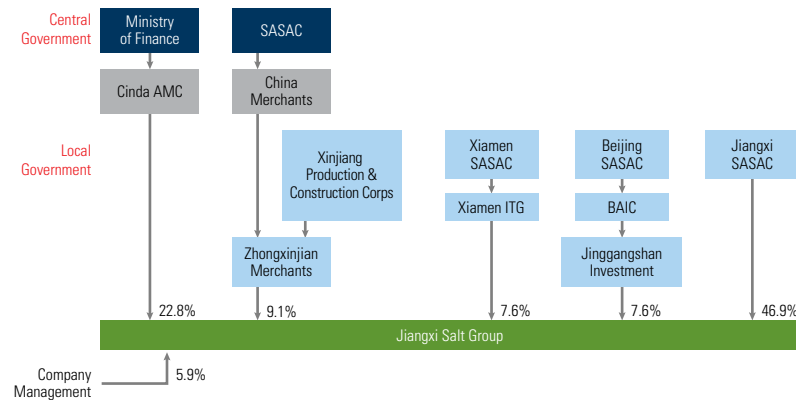 Central
Government
Ministry
of Finance
SASAC
Cinda AMC
China
Merchants
Local
Government
Xinjiang
Production &
Construction Corps
Xiamen
SASAC
Beijing
SASAC
Jiangxi
SASAC
Xiamen ITG
BAIC
Zhongxinjian
Merchants
Jinggangshan
Investment
22.8%
9.1%
7.6%
7.6%
46.9%
Jiangxi Salt Group
Company
Management
5.9%